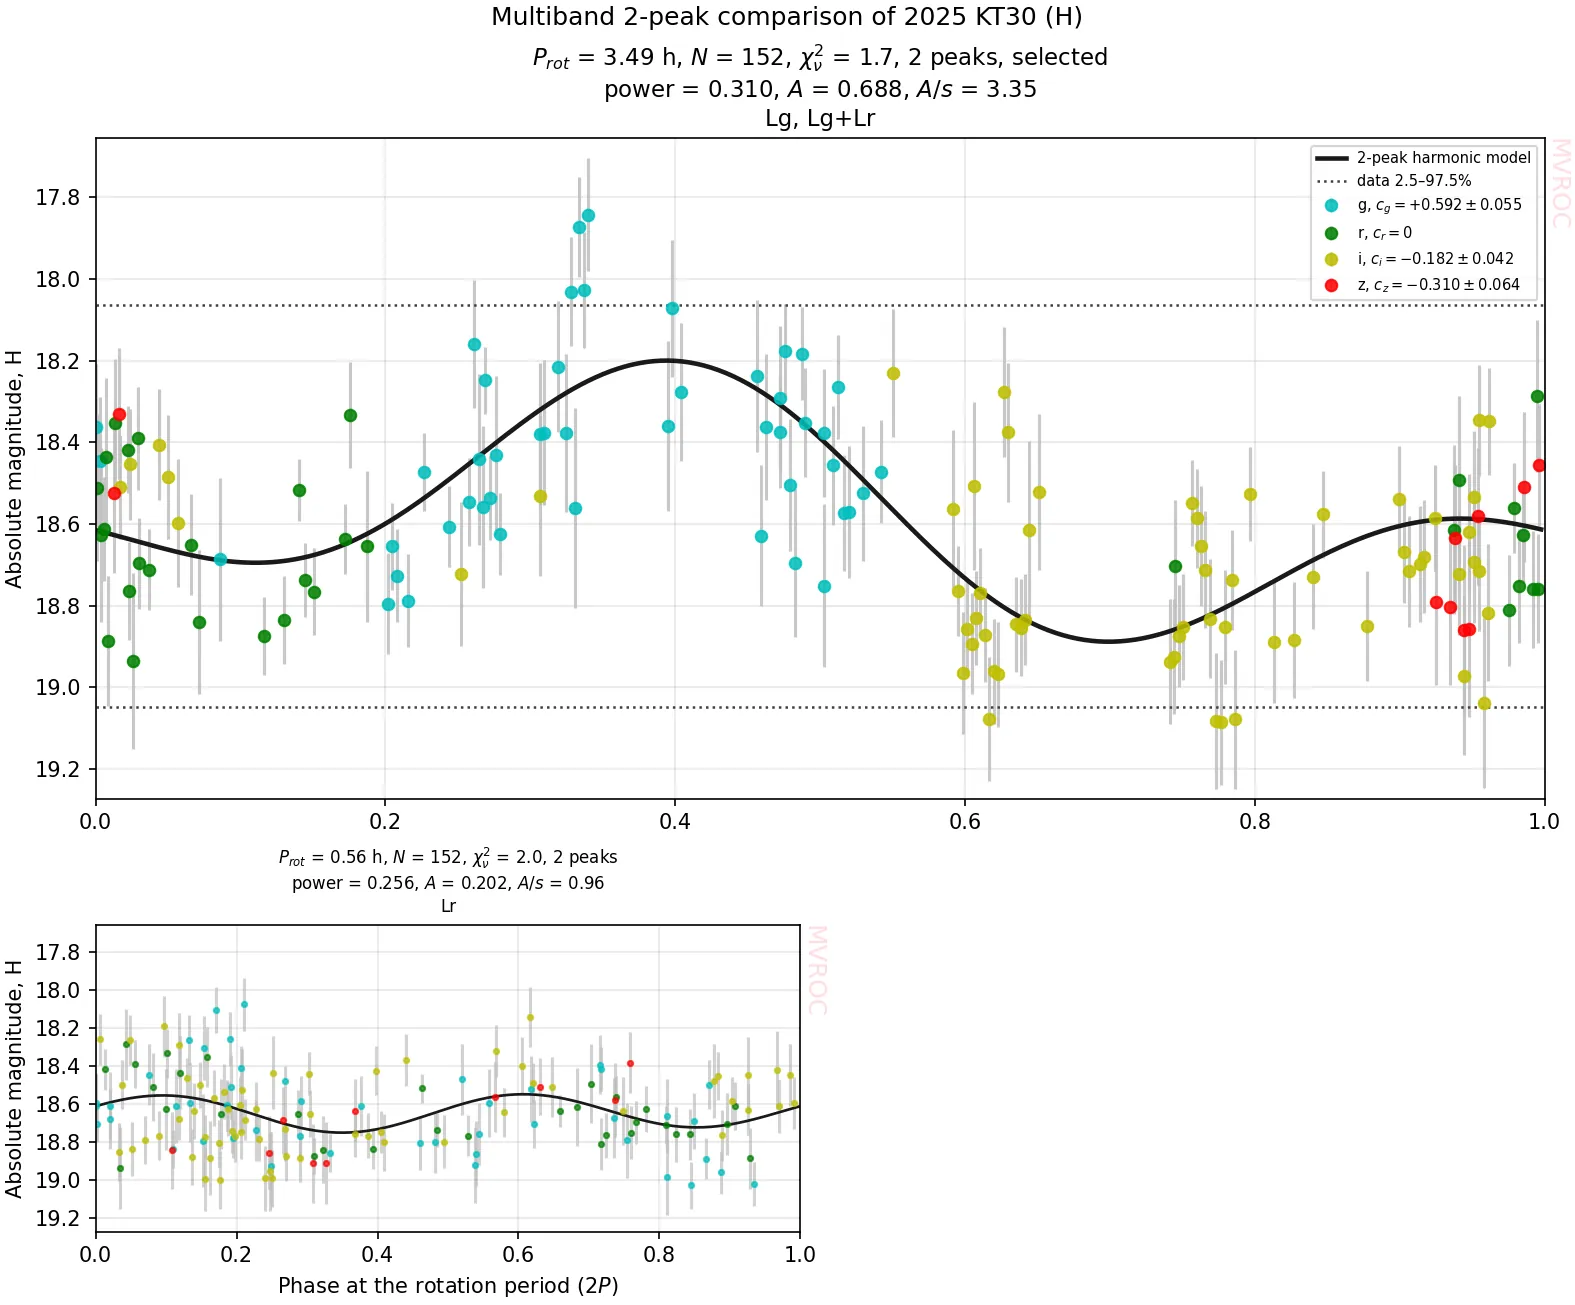 Multiband 2-peak comparison of 2025 KT30 (H)
P_rot = 3.49 h, N = 152, χ²_ν = 1.7, 2 peaks, selected
power = 0.310, A = 0.688, A/s = 3.35
Lg, Lg+Lr
2-peak harmonic model
data 2.5–97.5%
g, c_g = +0.592 ± 0.055
r, c_r = 0
i, c_i = −0.182 ± 0.042
z, c_z = −0.310 ± 0.064
MVROC
Absolute magnitude, H
17.8
18.0
18.2
18.4
18.6
18.8
19.0
19.2
0.0 0.2 0.4 0.6 0.8 1.0
P_rot = 0.56 h, N = 152, χ²_ν = 2.0, 2 peaks
power = 0.256, A = 0.202, A/s = 0.96
Lr
MVROC
Absolute magnitude, H
17.8
18.0
18.2
18.4
18.6
18.8
19.0
19.2
0.0 0.2 0.4 0.6 0.8 1.0
Phase at the rotation period (2P)